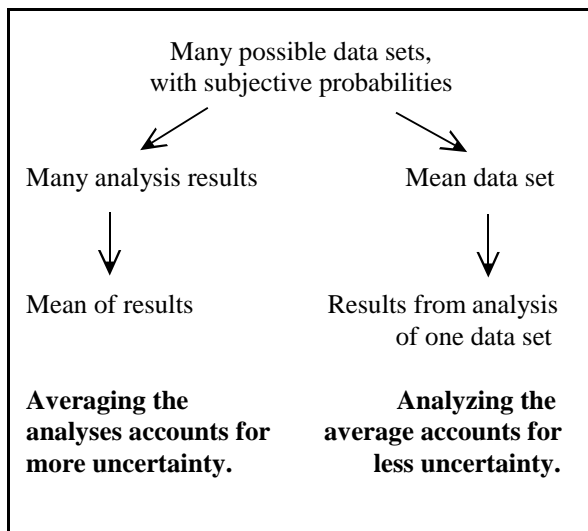 Many possible data sets,
with subjective probabilities
Many analysis results
Mean data set
Mean of results
Results from analysis
of one data set
Averaging the
analyses accounts for
more uncertainty.
Analyzing the
average accounts for
less uncertainty.